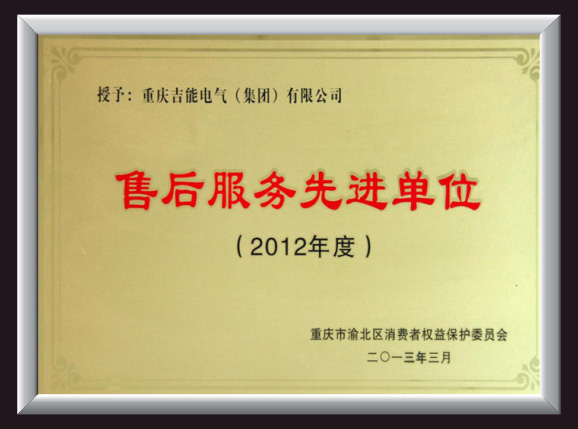 授予：重庆吉能电气（集团）有限公司
售后服务先进单位
（2012年度）
重庆市渝北区消费者权益保护委员会
二〇一三年三月